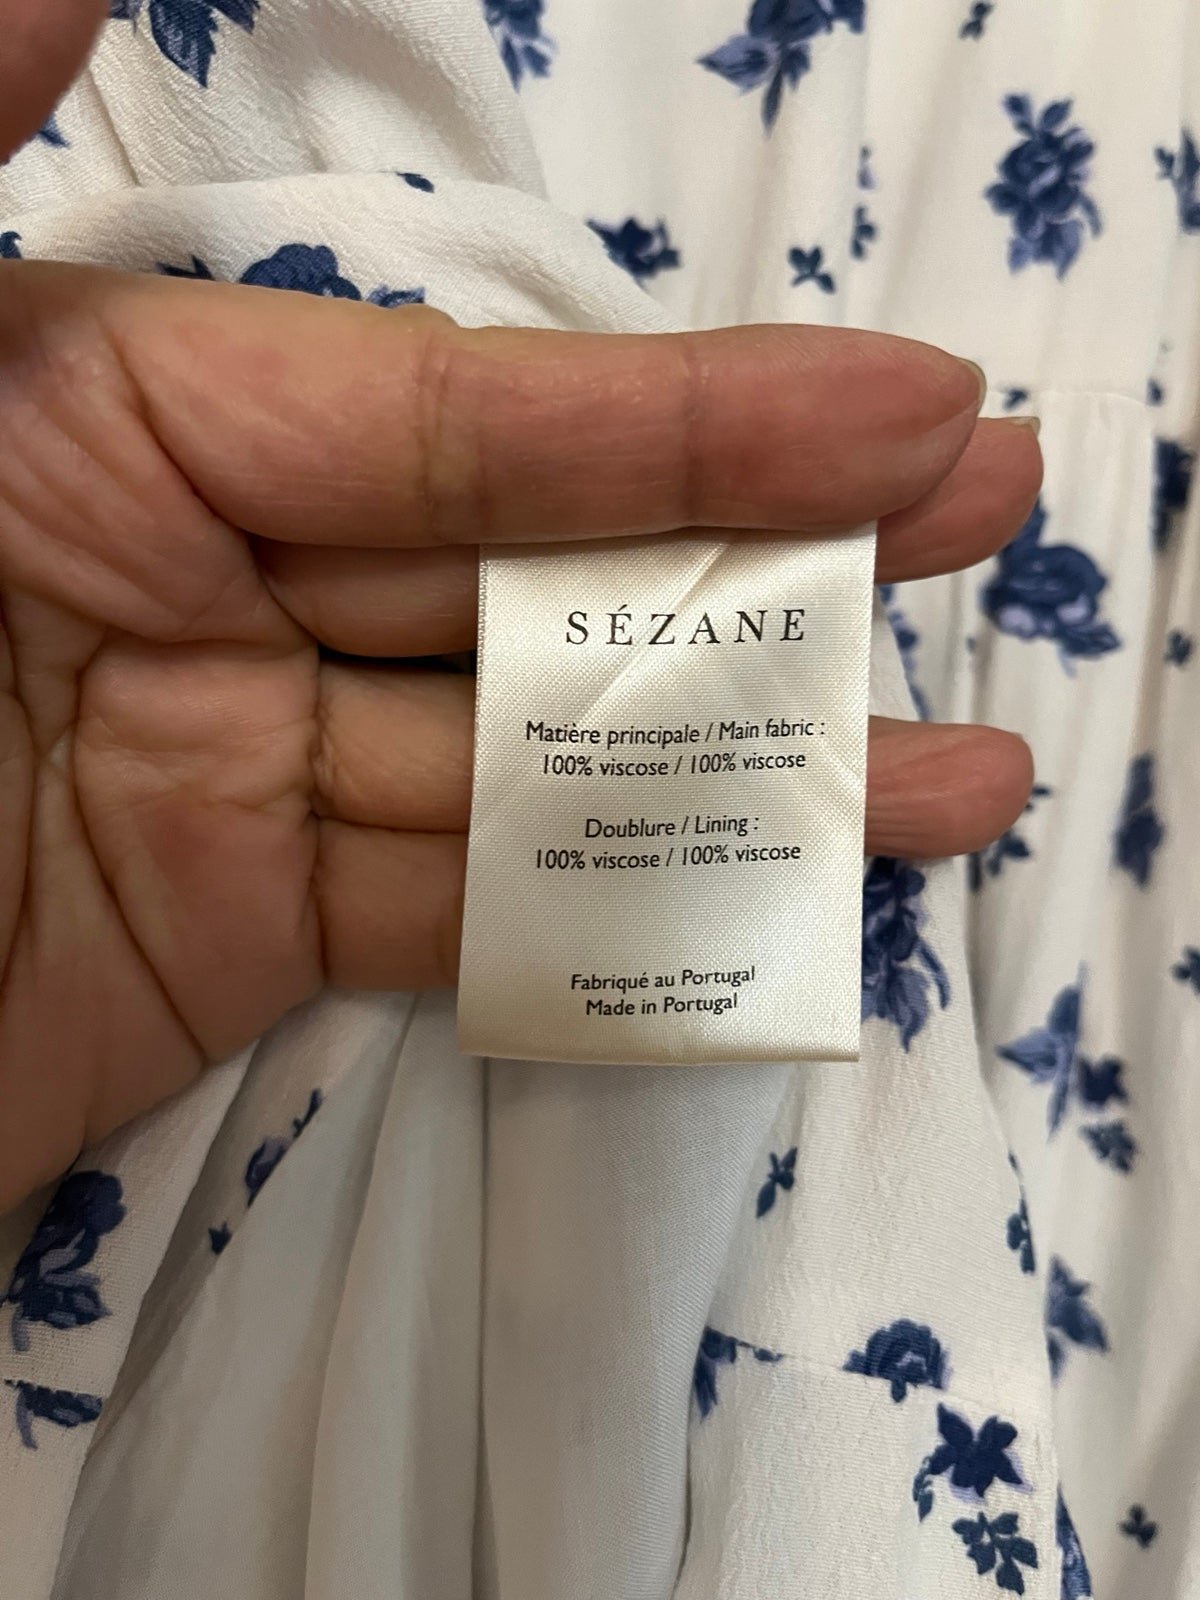 SÉZANE
Matière principale / Main fabric :
100% viscose / 100% viscose
Doublure / Lining :
100% viscose / 100% viscose
Fabriqué au Portugal
Made in Portugal